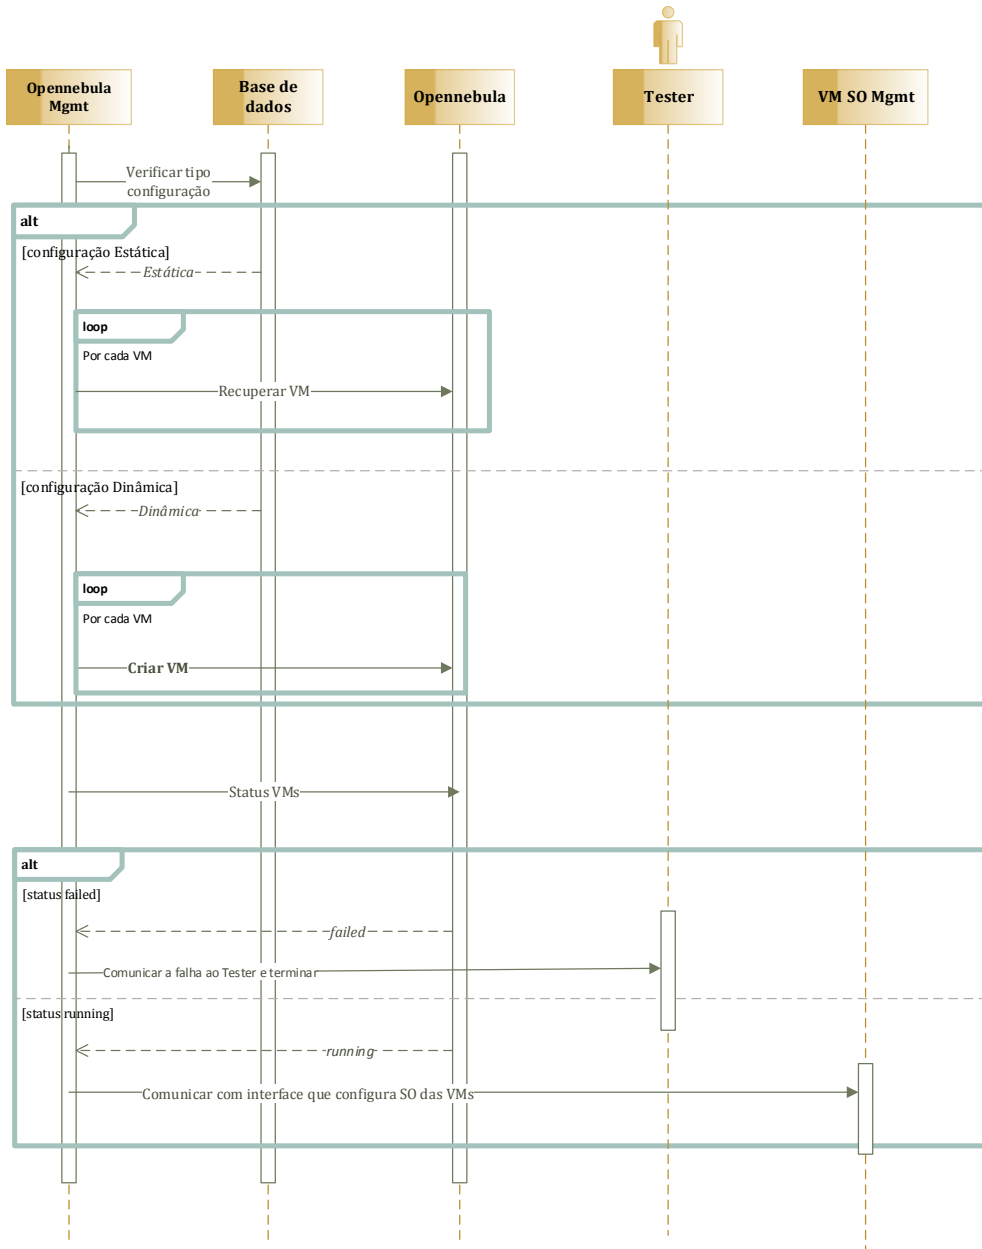 Opennebula
Mgmt
Base de
dados
Opennebula
Tester
VM SO Mgmt
Verificar tipo
configuração
alt
[configuração Estática]
Estática
loop
Por cada VM
Recuperar VM
[configuração Dinâmica]
Dinâmica
loop
Por cada VM
Criar VM
Status VMs
alt
[status failed]
failed
Comunicar a falha ao Tester e terminar
[status running]
running
Comunicar com interface que configura SO das VMs